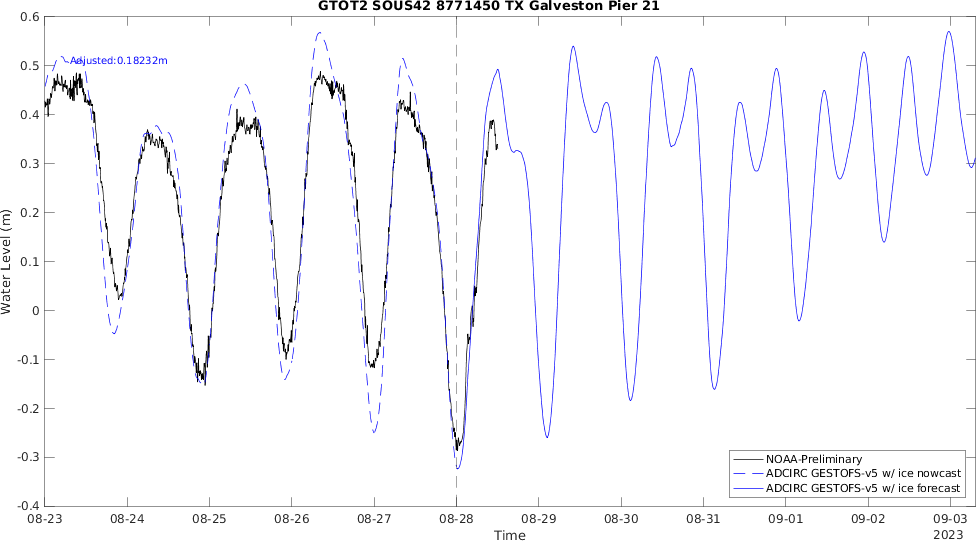 GTOT2 SOUS42 8771450 TX Galveston Pier 21
0.6
0.5
0.4
0.3
0.2
0.1
0
-0.1
-0.2
-0.3
-0.4
Water Level (m)
Adjusted:0.18232m
NOAA-Preliminary
ADCIRC GESTOFS-v5 w/ ice nowcast
ADCIRC GESTOFS-v5 w/ ice forecast
08-23 08-24 08-25 08-26 08-27 08-28 08-29 08-30 08-31 09-01 09-02 09-03
Time 2023